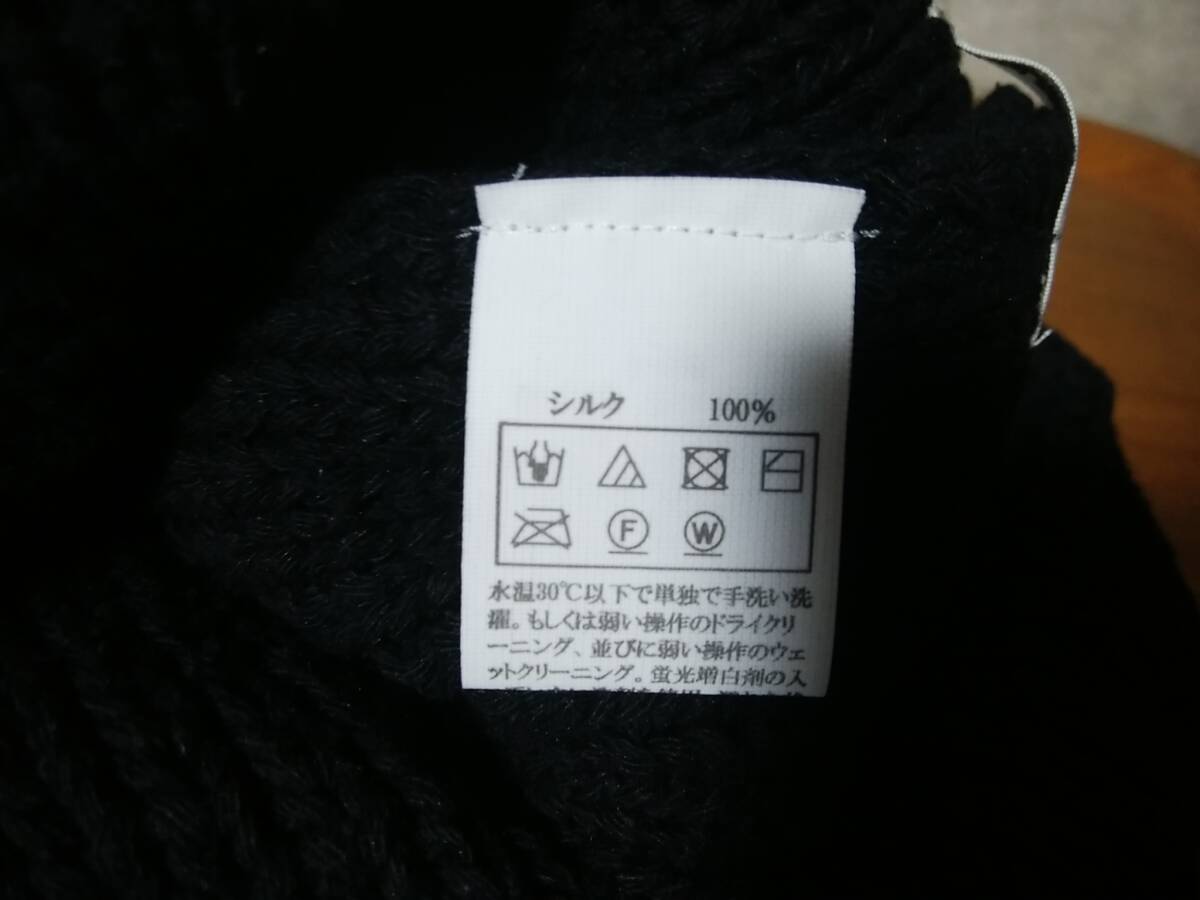 シルク 100%
F W
水温30℃以下で単独で手洗い洗
濯。もしくは弱い操作のドライクリ
ーニング、並びに弱い操作のウェ
ットクリーニング。蛍光増白剤の入